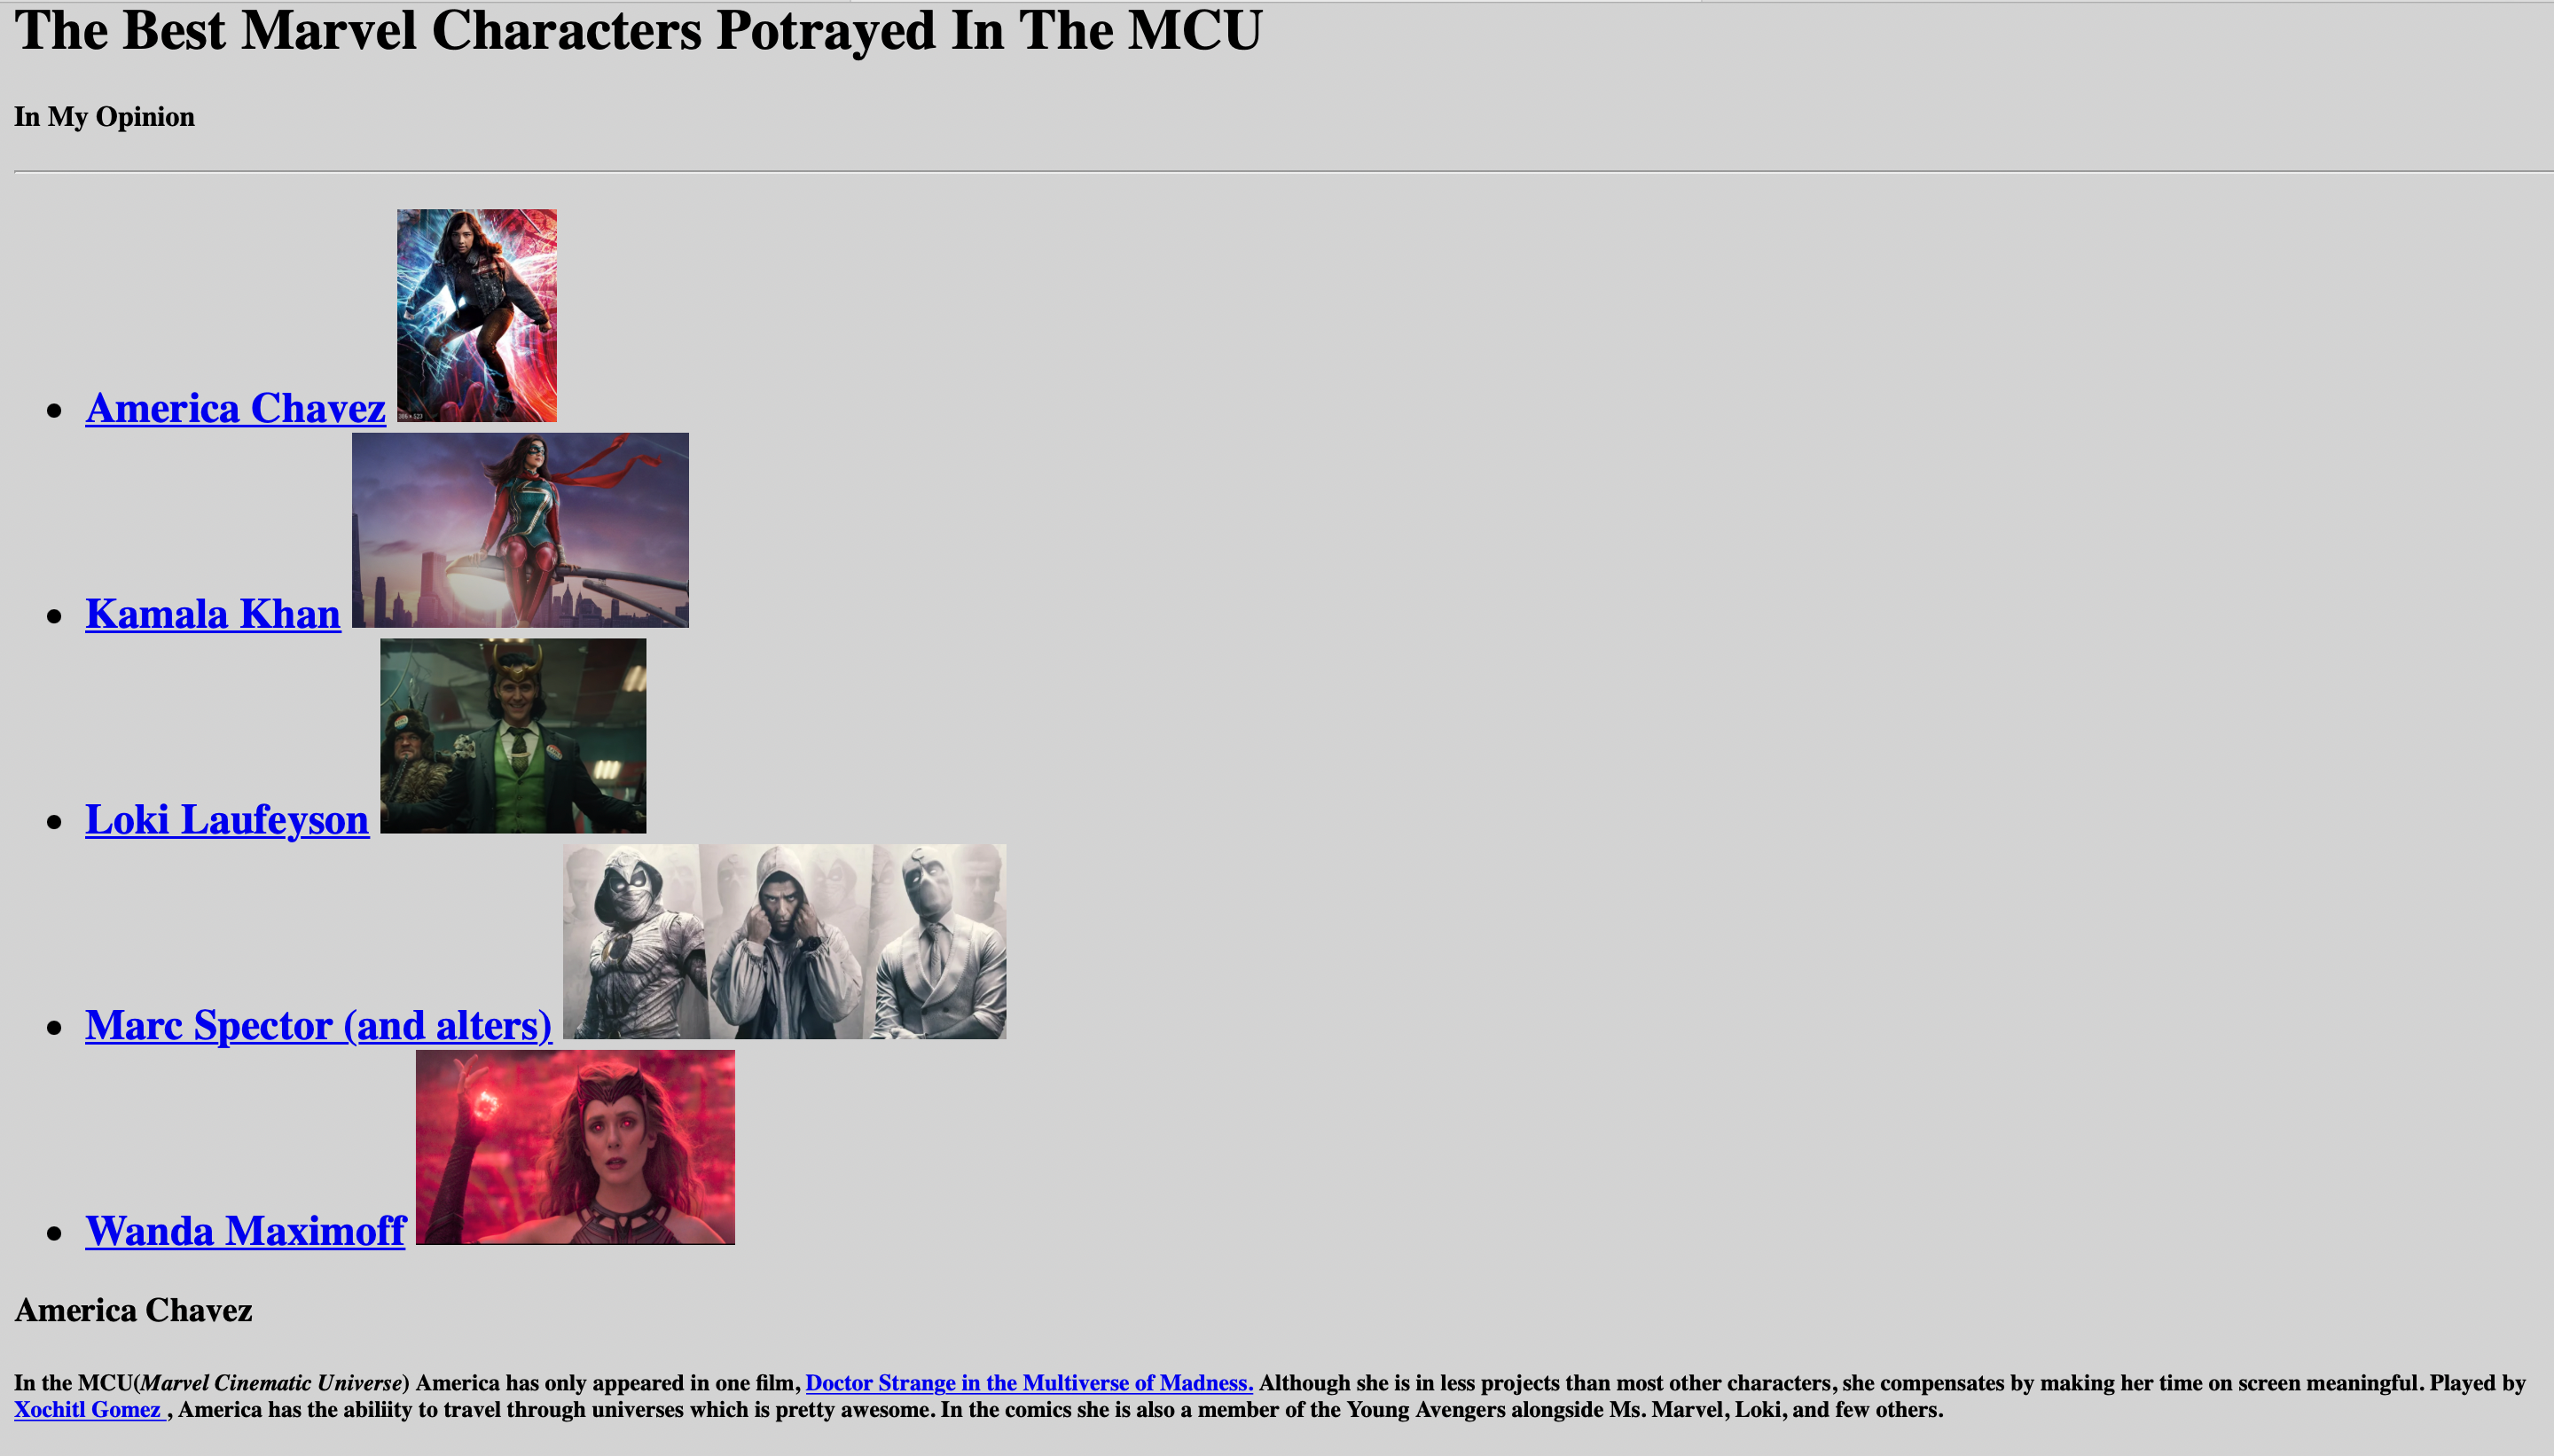 The Best Marvel Characters Potrayed In The MCU
In My Opinion
America Chavez
Kamala Khan
Loki Laufeyson
Marc Spector (and alters)
Wanda Maximoff
America Chavez
In the MCU(Marvel Cinematic Universe) America has only appeared in one film, Doctor Strange in the Multiverse of Madness. Although she is in less projects than most other characters, she compensates by making her time on screen meaningful. Played by
Xochitl Gomez , America has the abiliity to travel through universes which is pretty awesome. In the comics she is also a member of the Young Avengers alongside Ms. Marvel, Loki, and few others.